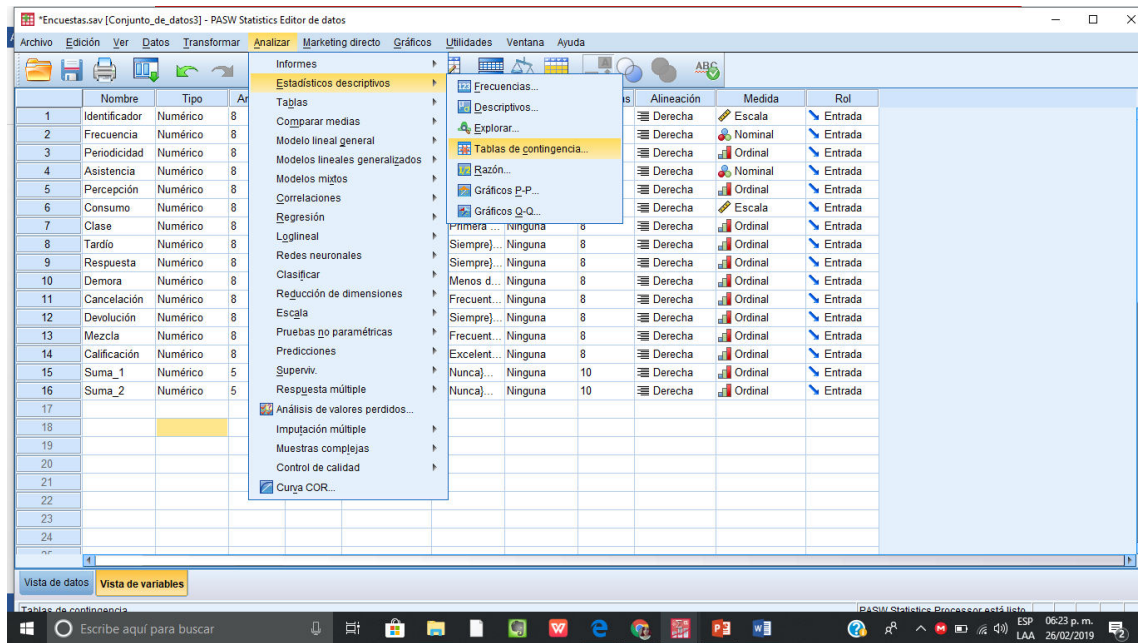 *Encuestas.sav [Conjunto_de_datos3] - PASW Statistics Editor de datos
Archivo Edición Ver Datos Transformar Analizar Marketing directo Gráficos Utilidades Ventana Ayuda
Informes
Estadísticos descriptivos
Tablas
Comparar medias
Modelo lineal general
Modelos lineales generalizados
Modelos mixtos
Correlaciones
Regresión
Loglineal
Redes neuronales
Clasificar
Reducción de dimensiones
Escala
Pruebas no paramétricas
Predicciones
Superviv.
Respuesta múltiple
Análisis de valores perdidos...
Imputación múltiple
Muestras complejas
Control de calidad
Curva COR...
Frecuencias...
Descriptivos...
Explorar...
Tablas de contingencia...
Razón...
Gráficos P-P...
Gráficos Q-Q...
Nombre Tipo Alineación Medida Rol
1 Identificador Numérico 8 Derecha Escala Entrada
2 Frecuencia Numérico 8 Derecha Nominal Entrada
3 Periodicidad Numérico 8 Derecha Ordinal Entrada
4 Asistencia Numérico 8 Derecha Nominal Entrada
5 Percepción Numérico 8 Derecha Ordinal Entrada
6 Consumo Numérico 8 Derecha Escala Entrada
7 Clase Numérico 8 Primera ... Ninguna 8 Derecha Ordinal Entrada
8 Tardío Numérico 8 Siempre}... Ninguna 8 Derecha Ordinal Entrada
9 Respuesta Numérico 8 Siempre}... Ninguna 8 Derecha Ordinal Entrada
10 Demora Numérico 8 Menos d... Ninguna 8 Derecha Ordinal Entrada
11 Cancelación Numérico 8 Frecuent... Ninguna 8 Derecha Ordinal Entrada
12 Devolución Numérico 8 Siempre}... Ninguna 8 Derecha Ordinal Entrada
13 Mezcla Numérico 8 Frecuent... Ninguna 8 Derecha Ordinal Entrada
14 Calificación Numérico 8 Excelent... Ninguna 8 Derecha Ordinal Entrada
15 Suma_1 Numérico 5 Nunca}... Ninguna 10 Derecha Ordinal Entrada
16 Suma_2 Numérico 5 Nunca}... Ninguna 10 Derecha Ordinal Entrada
17
18
19
20
21
22
23
24
Vista de datos Vista de variables
Tablas de contingencia PASW Statistics Processor está listo
Escribe aquí para buscar
ESP 06:23 p. m.
LAA 26/02/2019